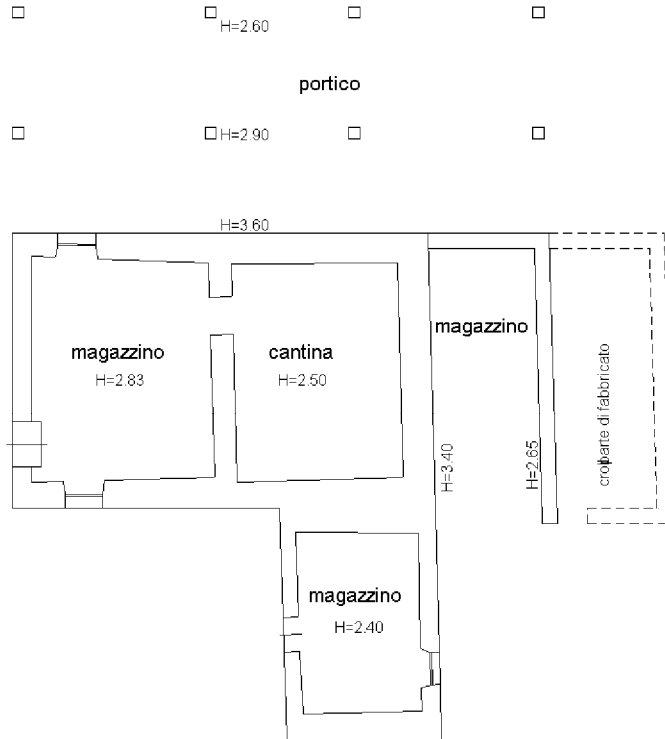 H=2.60
portico
H=2.90
H=3.60
magazzino
H=2.83
cantina
H=2.50
magazzino
H=3.40
H=2.65
parte di fabbricato
magazzino
H=2.40